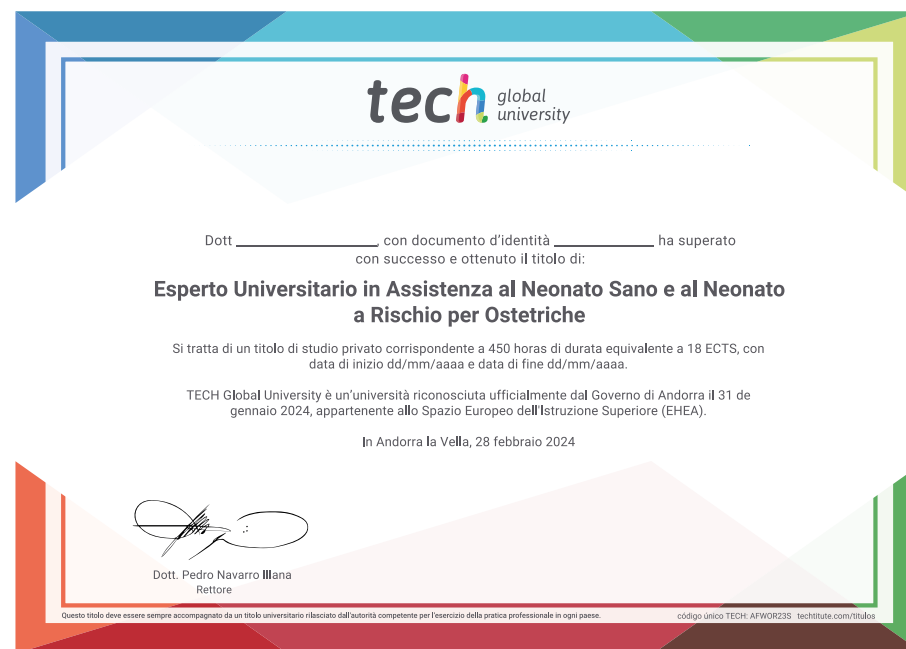 tech global
university
Dott ____________, con documento d'identità ____________ ha superato
con successo e ottenuto il titolo di:
Esperto Universitario in Assistenza al Neonato Sano e al Neonato
a Rischio per Ostetriche
Si tratta di un titolo di studio privato corrispondente a 450 horas di durata equivalente a 18 ECTS, con
data di inizio dd/mm/aaaa e data di fine dd/mm/aaaa.
TECH Global University è un'università riconosciuta ufficialmente dal Governo di Andorra il 31 de
gennaio 2024, appartenente allo Spazio Europeo dell'Istruzione Superiore (EHEA).
In Andorra la Vella, 28 febbraio 2024
Dott. Pedro Navarro Illana
Rettore
Questo titolo deve essere sempre accompagnato da un titolo universitario rilasciato dall'autorità competente per l'esercizio della pratica professionale in ogni paese.
código único TECH: AFWOR23S techtitute.com/titulos